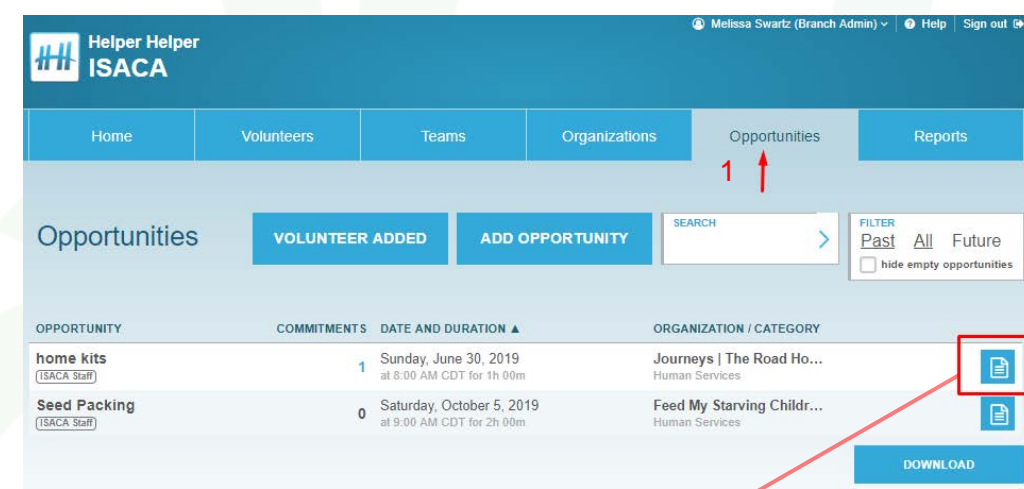 Melissa Swartz (Branch Admin) Help Sign out
Helper Helper
ISACA
Home Volunteers Teams Organizations Opportunities Reports
1
Opportunities
VOLUNTEER ADDED
ADD OPPORTUNITY
SEARCH
FILTER
Past All Future
hide empty opportunities
OPPORTUNITY COMMITMENTS DATE AND DURATION ▲ ORGANIZATION / CATEGORY
home kits 1 Sunday, June 30, 2019 Journeys | The Road Ho...
ISACA Staff at 8:00 AM CDT for 1h 00m Human Services
Seed Packing 0 Saturday, October 5, 2019 Feed My Starving Childr...
ISACA Staff at 9:00 AM CDT for 2h 00m Human Services
DOWNLOAD